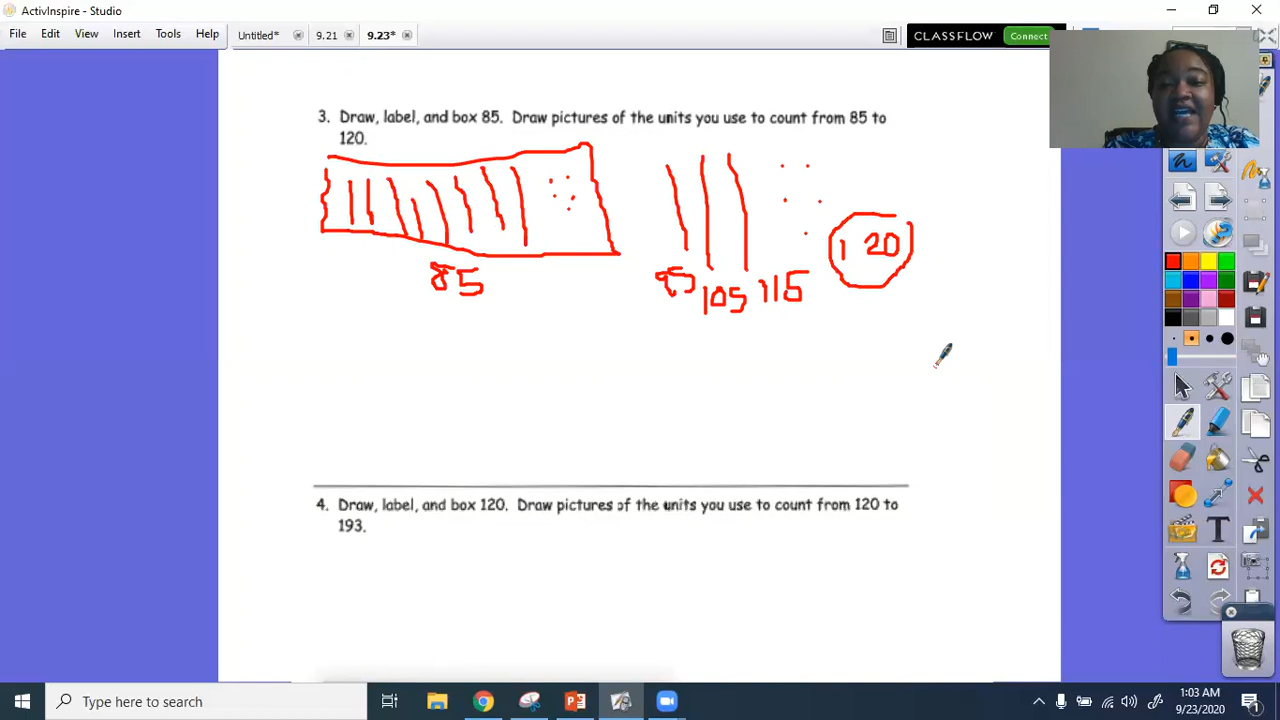 ActivInspire - Studio
File Edit View Insert Tools Help
Untitled* 9.21 9.23*
CLASSFLOW Connect
3. Draw, label, and box 85. Draw pictures of the units you use to count from 85 to
120.
85
95
105
115
120
4. Draw, label, and box 120. Draw pictures of the units you use to count from 120 to
193.
Type here to search
1:03 AM
9/23/2020